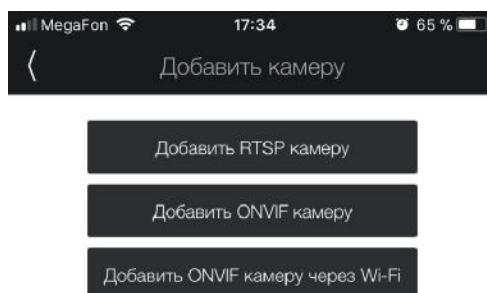 MegaFon 17:34 65 %
Добавить камеру
Добавить RTSP камеру
Добавить ONVIF камеру
Добавить ONVIF камеру через Wi-Fi